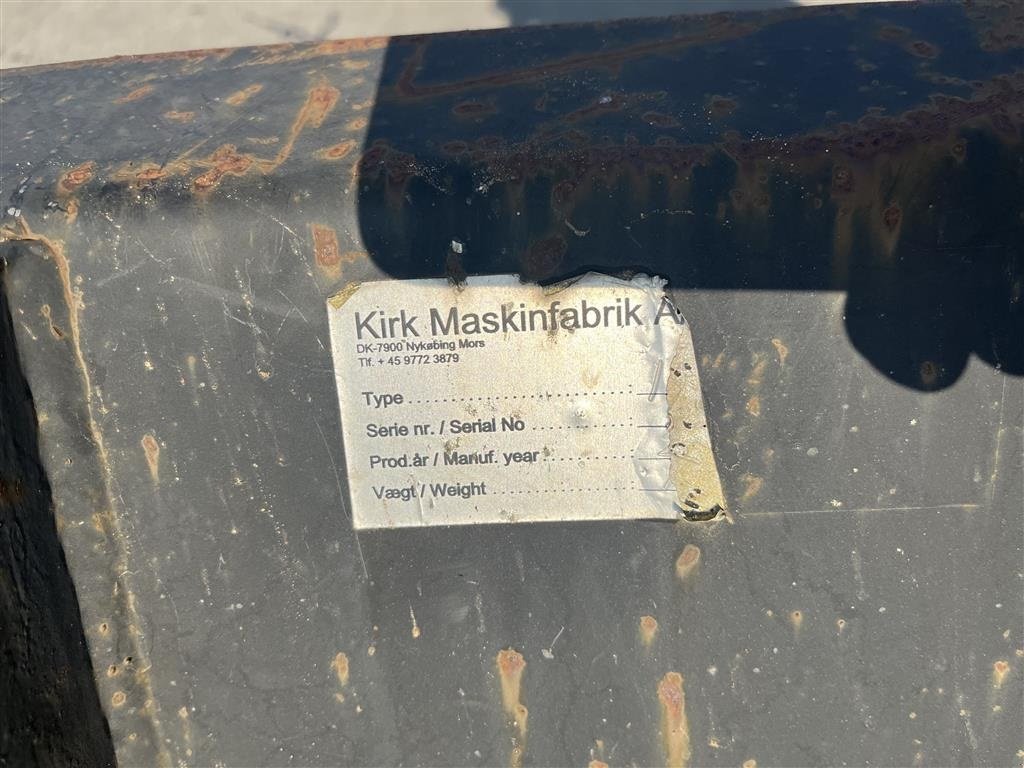 Kirk Maskinfabrik A
DK-7900 Nykøbing Mors
Tlf. + 45 9772 3879
Type
Serie nr. / Serial No
Prod.år / Manuf. year
Vægt / Weight